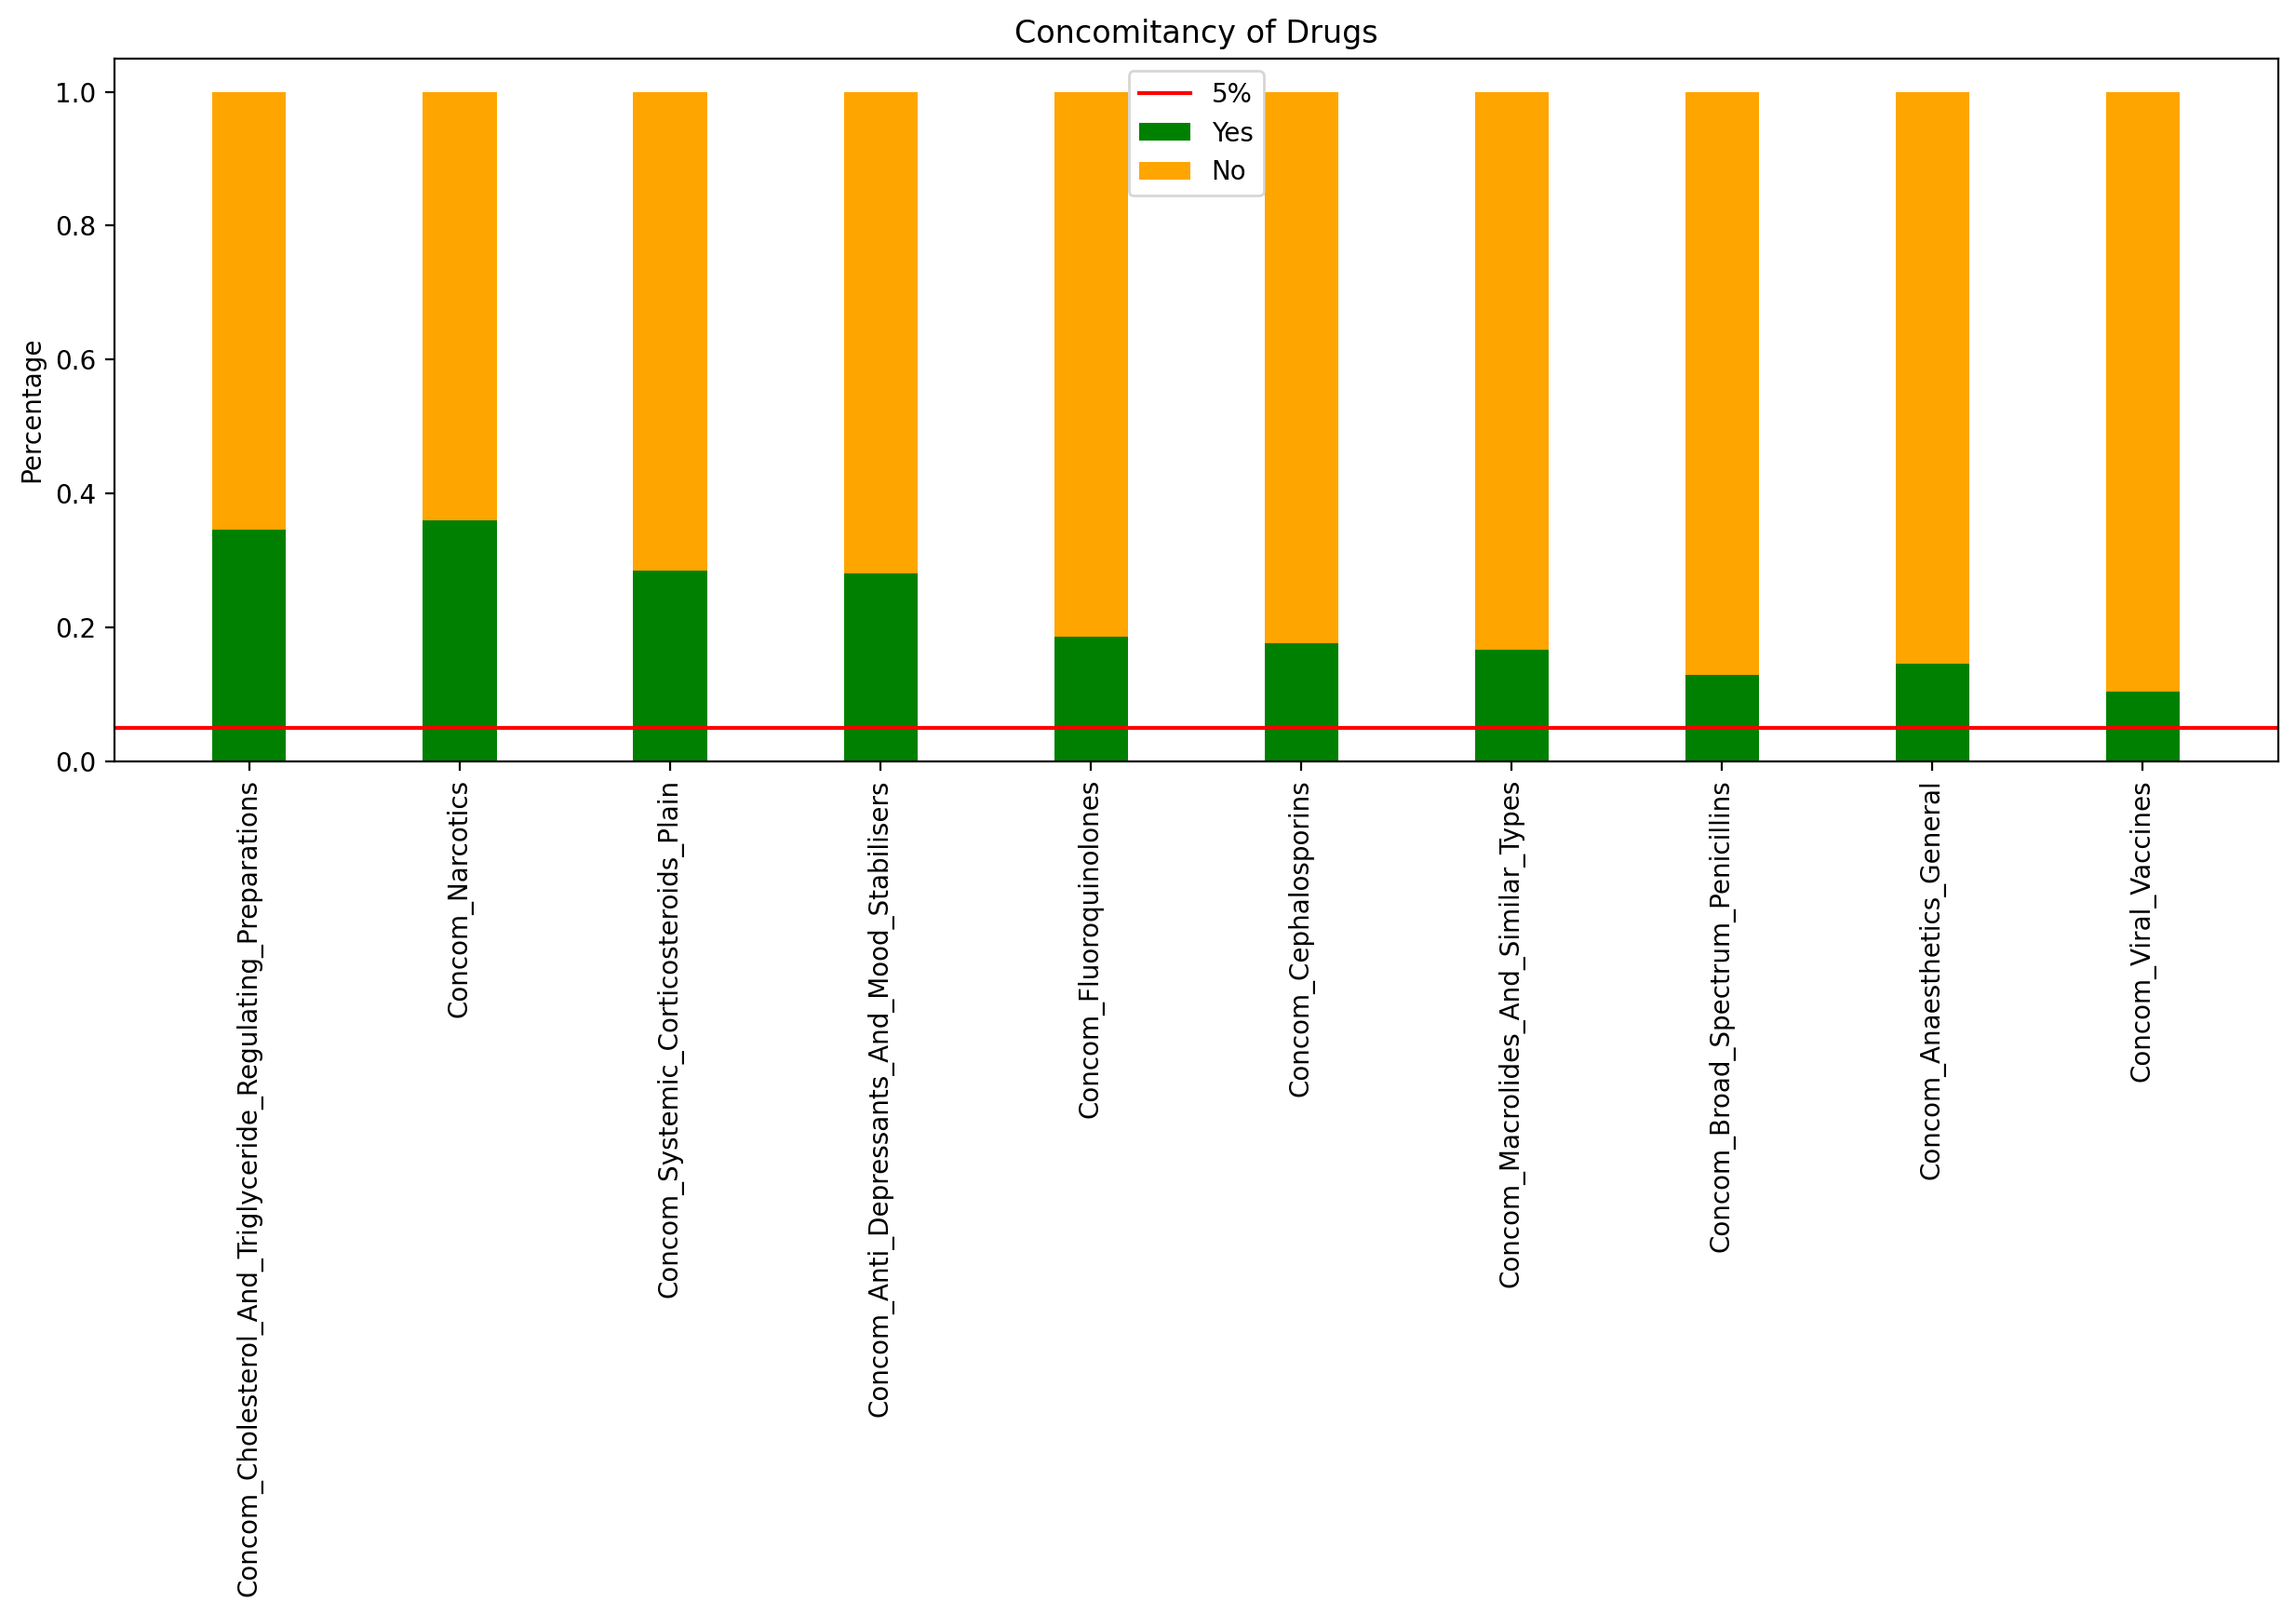 Concomitancy of Drugs
5%
Yes
No
Percentage
1.0
0.8
0.6
0.4
0.2
0.0
Concom_Cholesterol_And_Triglyceride_Regulating_Preparations
Concom_Narcotics
Concom_Systemic_Corticosteroids_Plain
Concom_Anti_Depressants_And_Mood_Stabilisers
Concom_Fluoroquinolones
Concom_Cephalosporins
Concom_Macrolides_And_Similar_Types
Concom_Broad_Spectrum_Penicillins
Concom_Anaesthetics_General
Concom_Viral_Vaccines